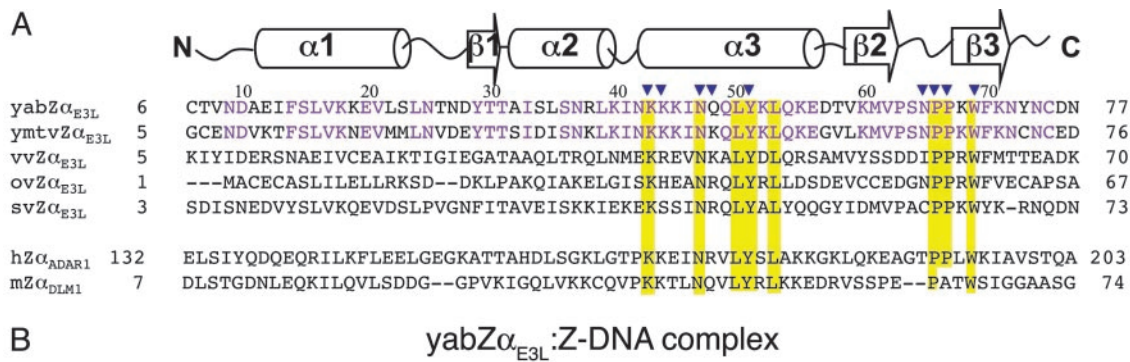 A
N α1 β1 α2 α3 β2 β3 C
10 20 30 40 50 60 70
yabZαE3L 6 CTVNDAEIFSLVKKEVLSLNTNDYTTAISLSNRLKINKKKINQQLYKLQKEDTVKMVPSNPPKWFKNYNCDN 77
ymtvZαE3L 5 GCENDVKTFSLVKNEVMMLNVDEYTTSIDISNKLKINKKKINKQLYKLQKEGVLKMVPSNPPKWFKNCNCED 76
vvZαE3L 5 KIYIDERSNAEIVCEAIKTIGIEGATAAQLTRQLNMEKREVNKALYDLQRSAMVYSSDDIPPRWFMTTEADK 70
ovZαE3L 1 ---MACECASLILELLRKSD--DKLPAKQIAKELGISKHEANRQLYRLLDSDEVCCEDGNPPRWFVECAPSA 67
svZαE3L 3 SDISNEDVYSLVKQEVDSLPVGNFITAVEISKKIEKEKSSINRQLYALYQQGYIDMVPACPPKWYK-RNQDN 73
hZαADAR1 132 ELSIYQDQEQRILKFLEELGEGKATTAHDLSGKLGTPKKEINRVLYSLAKKGKLQKEAGTPPLWKIAVSTQA 203
mZαDLM1 7 DLSTGDNLEQKILQVLSDDG--GPVKIGQLVKKCQVPKKTLNQVLYRLKKEDRVSSPE--PATWSIGGAASG 74
B yabZαE3L:Z-DNA complex